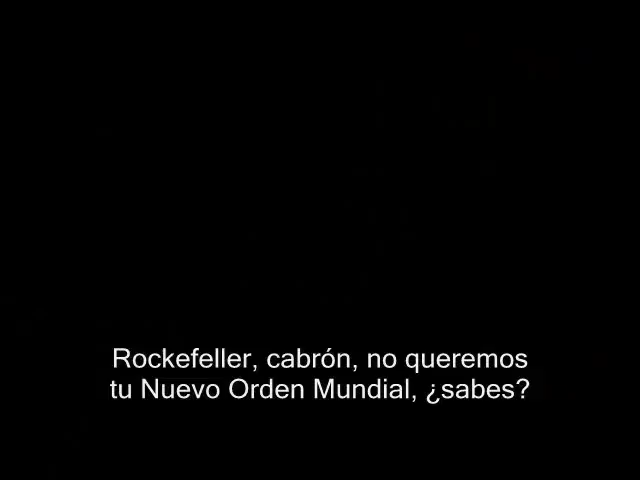 Rockefeller, cabrón, no queremos
tu Nuevo Orden Mundial, ¿sabes?